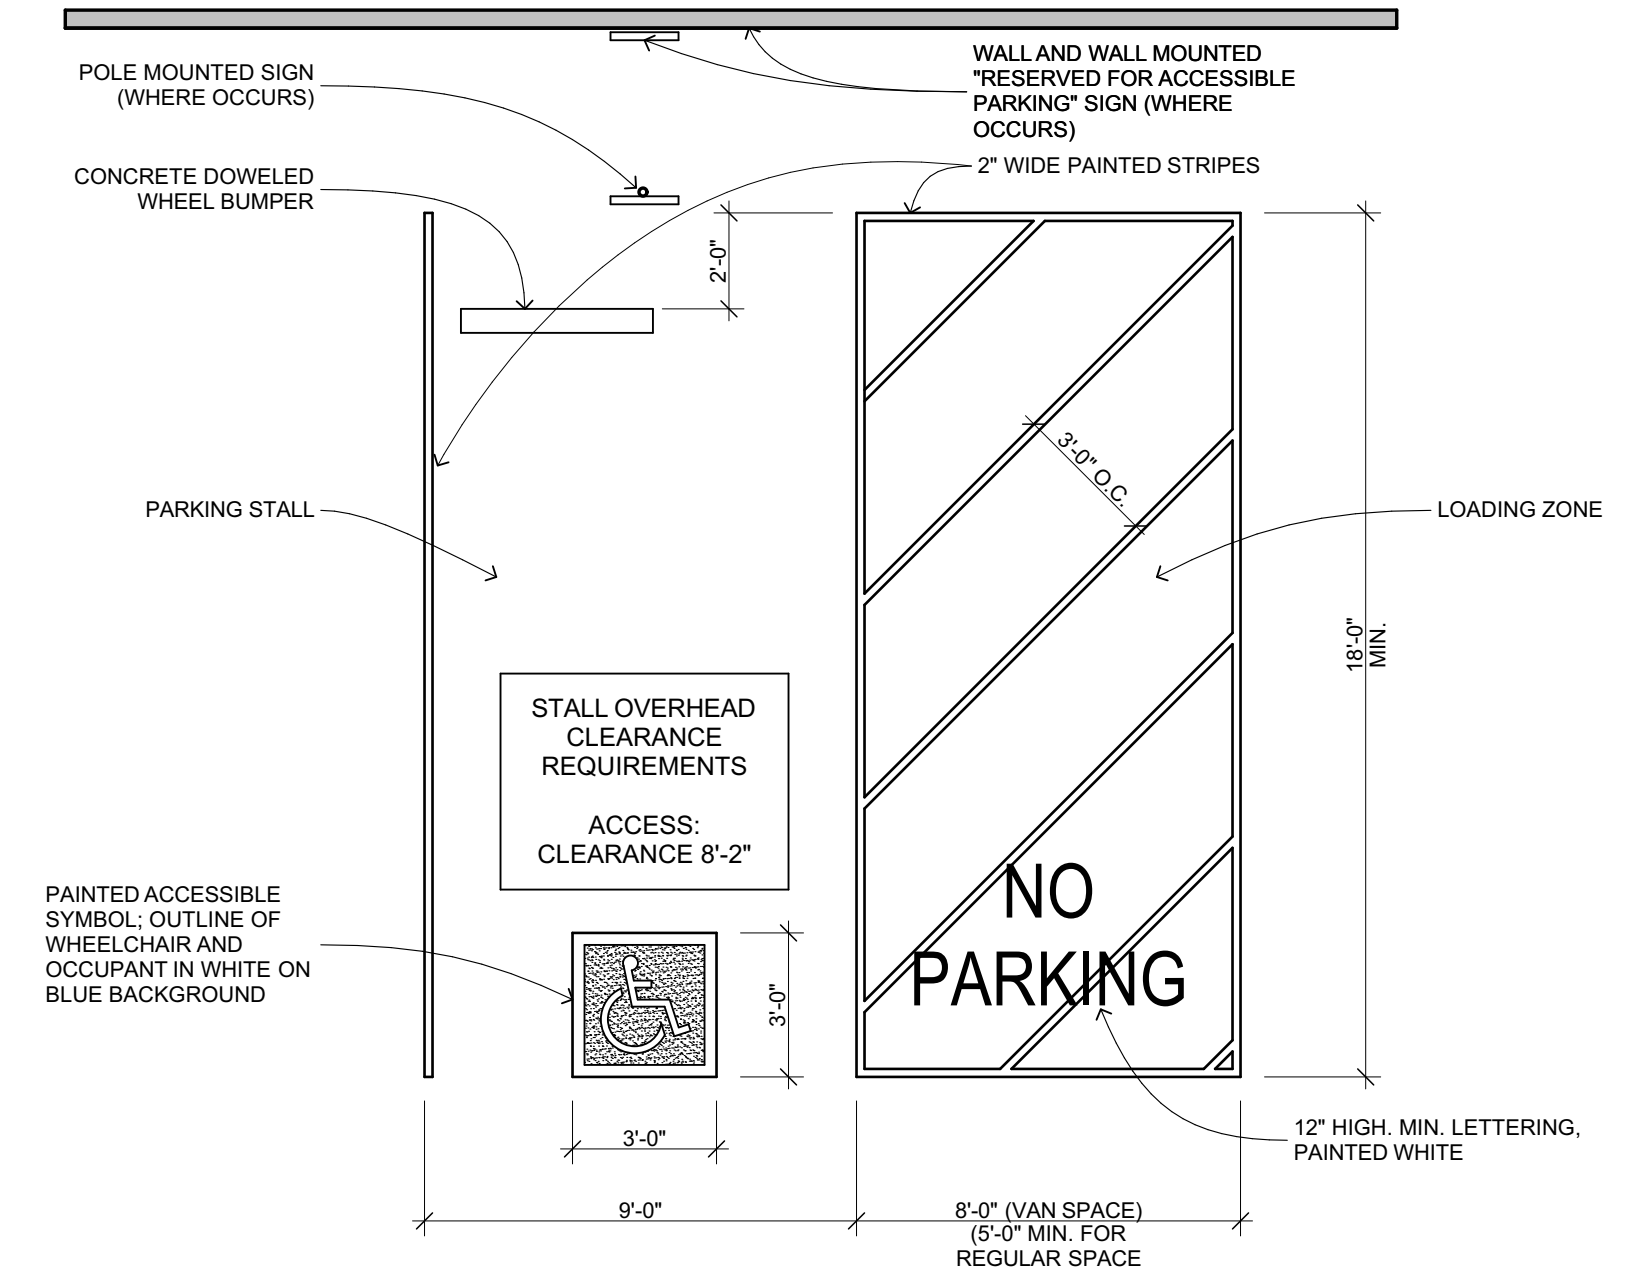 POLE MOUNTED SIGN
(WHERE OCCURS)
WALL AND WALL MOUNTED
"RESERVED FOR ACCESSIBLE
PARKING" SIGN (WHERE
OCCURS)
CONCRETE DOWELED
WHEEL BUMPER
2" WIDE PAINTED STRIPES
2'-0"
3'-0" O.C.
PARKING STALL
LOADING ZONE
18'-0"
MIN.
STALL OVERHEAD
CLEARANCE
REQUIREMENTS
ACCESS:
CLEARANCE 8'-2"
PAINTED ACCESSIBLE
SYMBOL; OUTLINE OF
WHEELCHAIR AND
OCCUPANT IN WHITE ON
BLUE BACKGROUND
NO
PARKING
3'-0"
3'-0"
12" HIGH. MIN. LETTERING,
PAINTED WHITE
9'-0"
8'-0" (VAN SPACE)
(5'-0" MIN. FOR
REGULAR SPACE